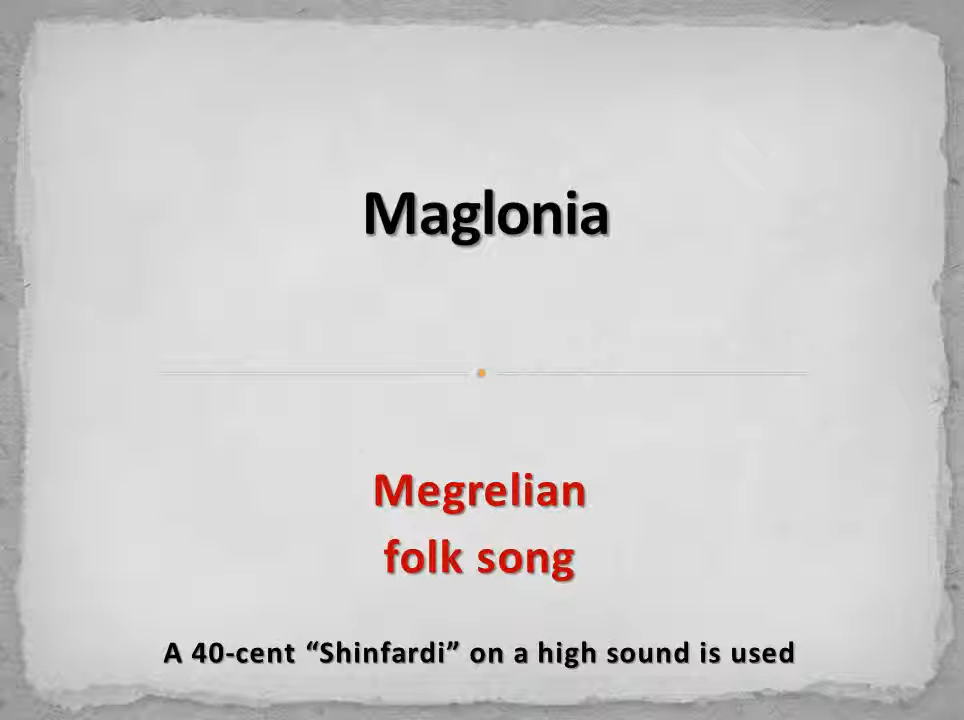 Maglonia
Megrelian
folk song
A 40-cent “Shinfardi” on a high sound is used